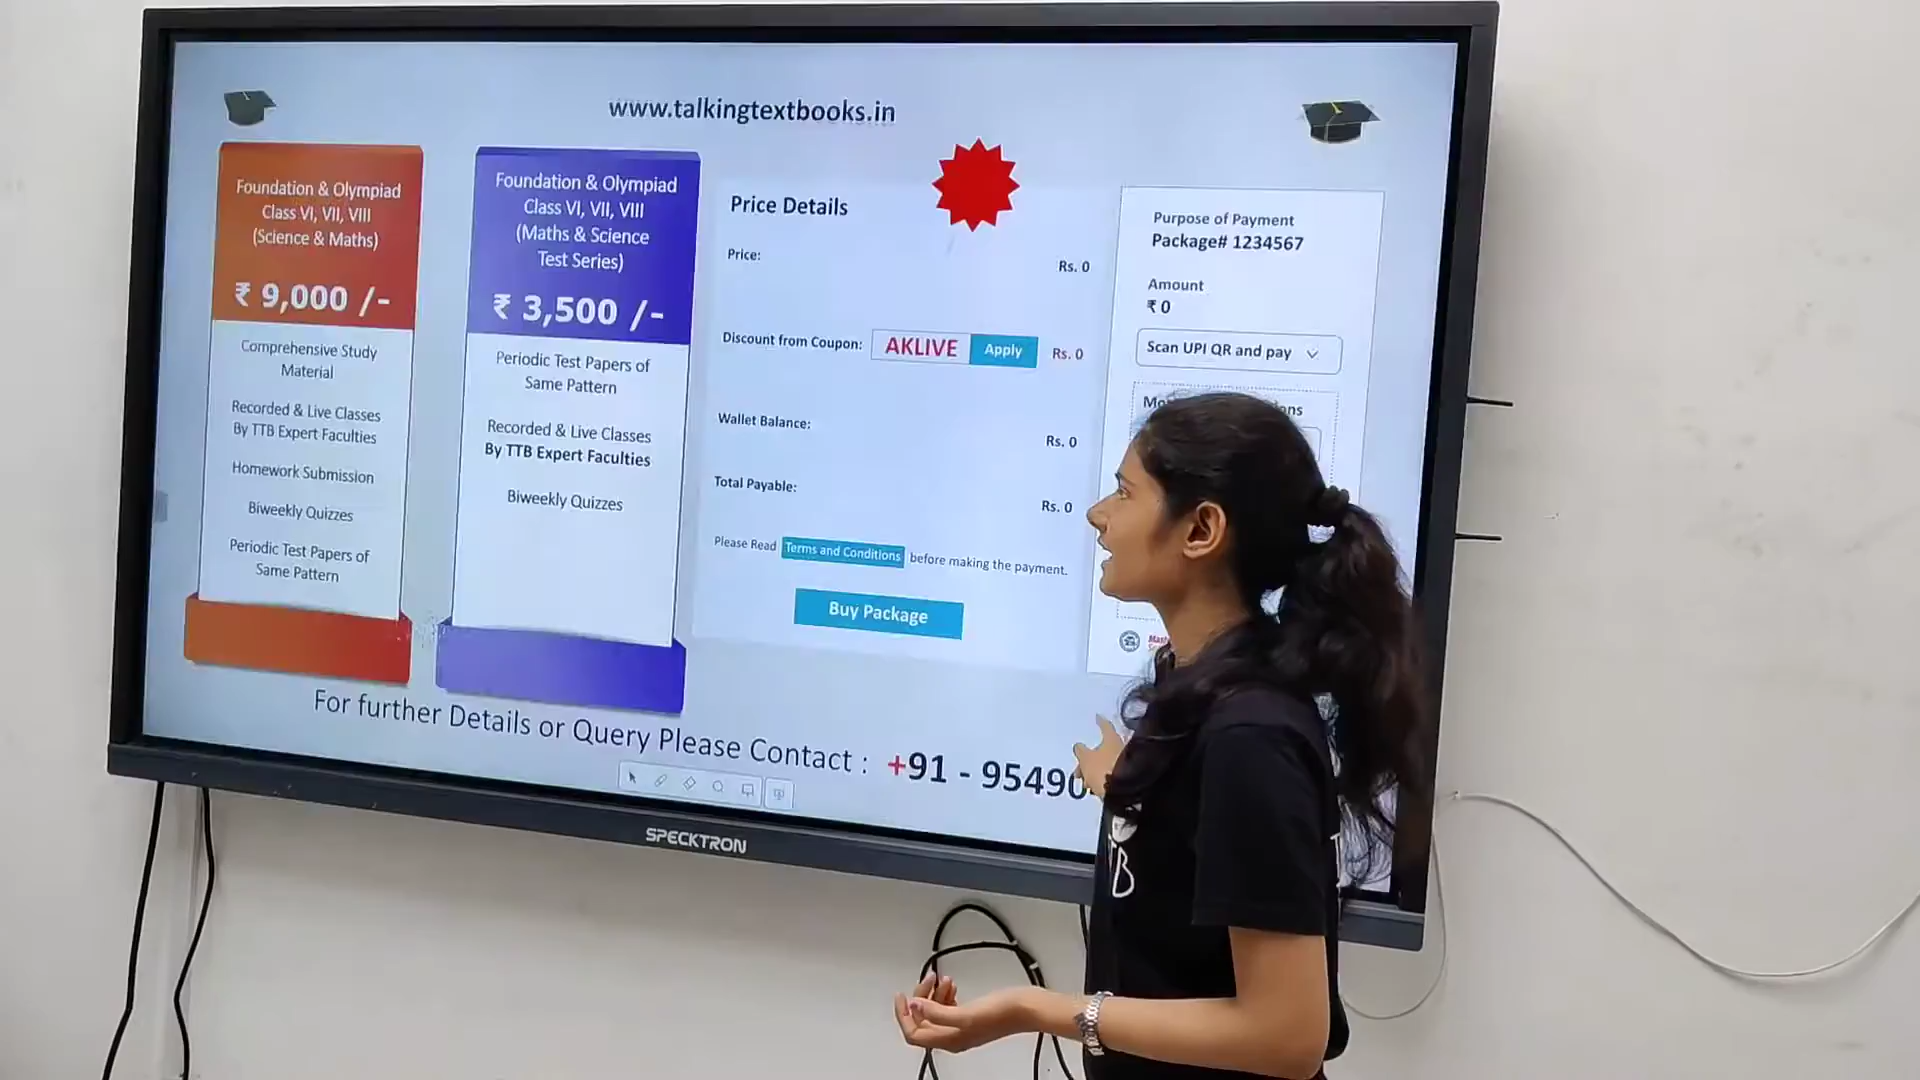 www.talkingtextbooks.in
Foundation & Olympiad
Class VI, VII, VIII
(Science & Maths)
₹ 9,000 /-
Comprehensive Study
Material
Recorded & Live Classes
By TTB Expert Faculties
Homework Submission
Biweekly Quizzes
Periodic Test Papers of
Same Pattern
Foundation & Olympiad
Class VI, VII, VIII
(Maths & Science
Test Series)
₹ 3,500 /-
Periodic Test Papers of
Same Pattern
Recorded & Live Classes
By TTB Expert Faculties
Biweekly Quizzes
Price Details
Price: Rs. 0
Discount from Coupon: AKLIVE Apply Rs. 0
Wallet Balance: Rs. 0
Total Payable: Rs. 0
Please Read Terms and Conditions before making the payment.
Buy Package
Purpose of Payment
Package# 1234567
Amount
₹ 0
Scan UPI QR and pay
For further Details or Query Please Contact : +91 - 9549
SPECKTRON